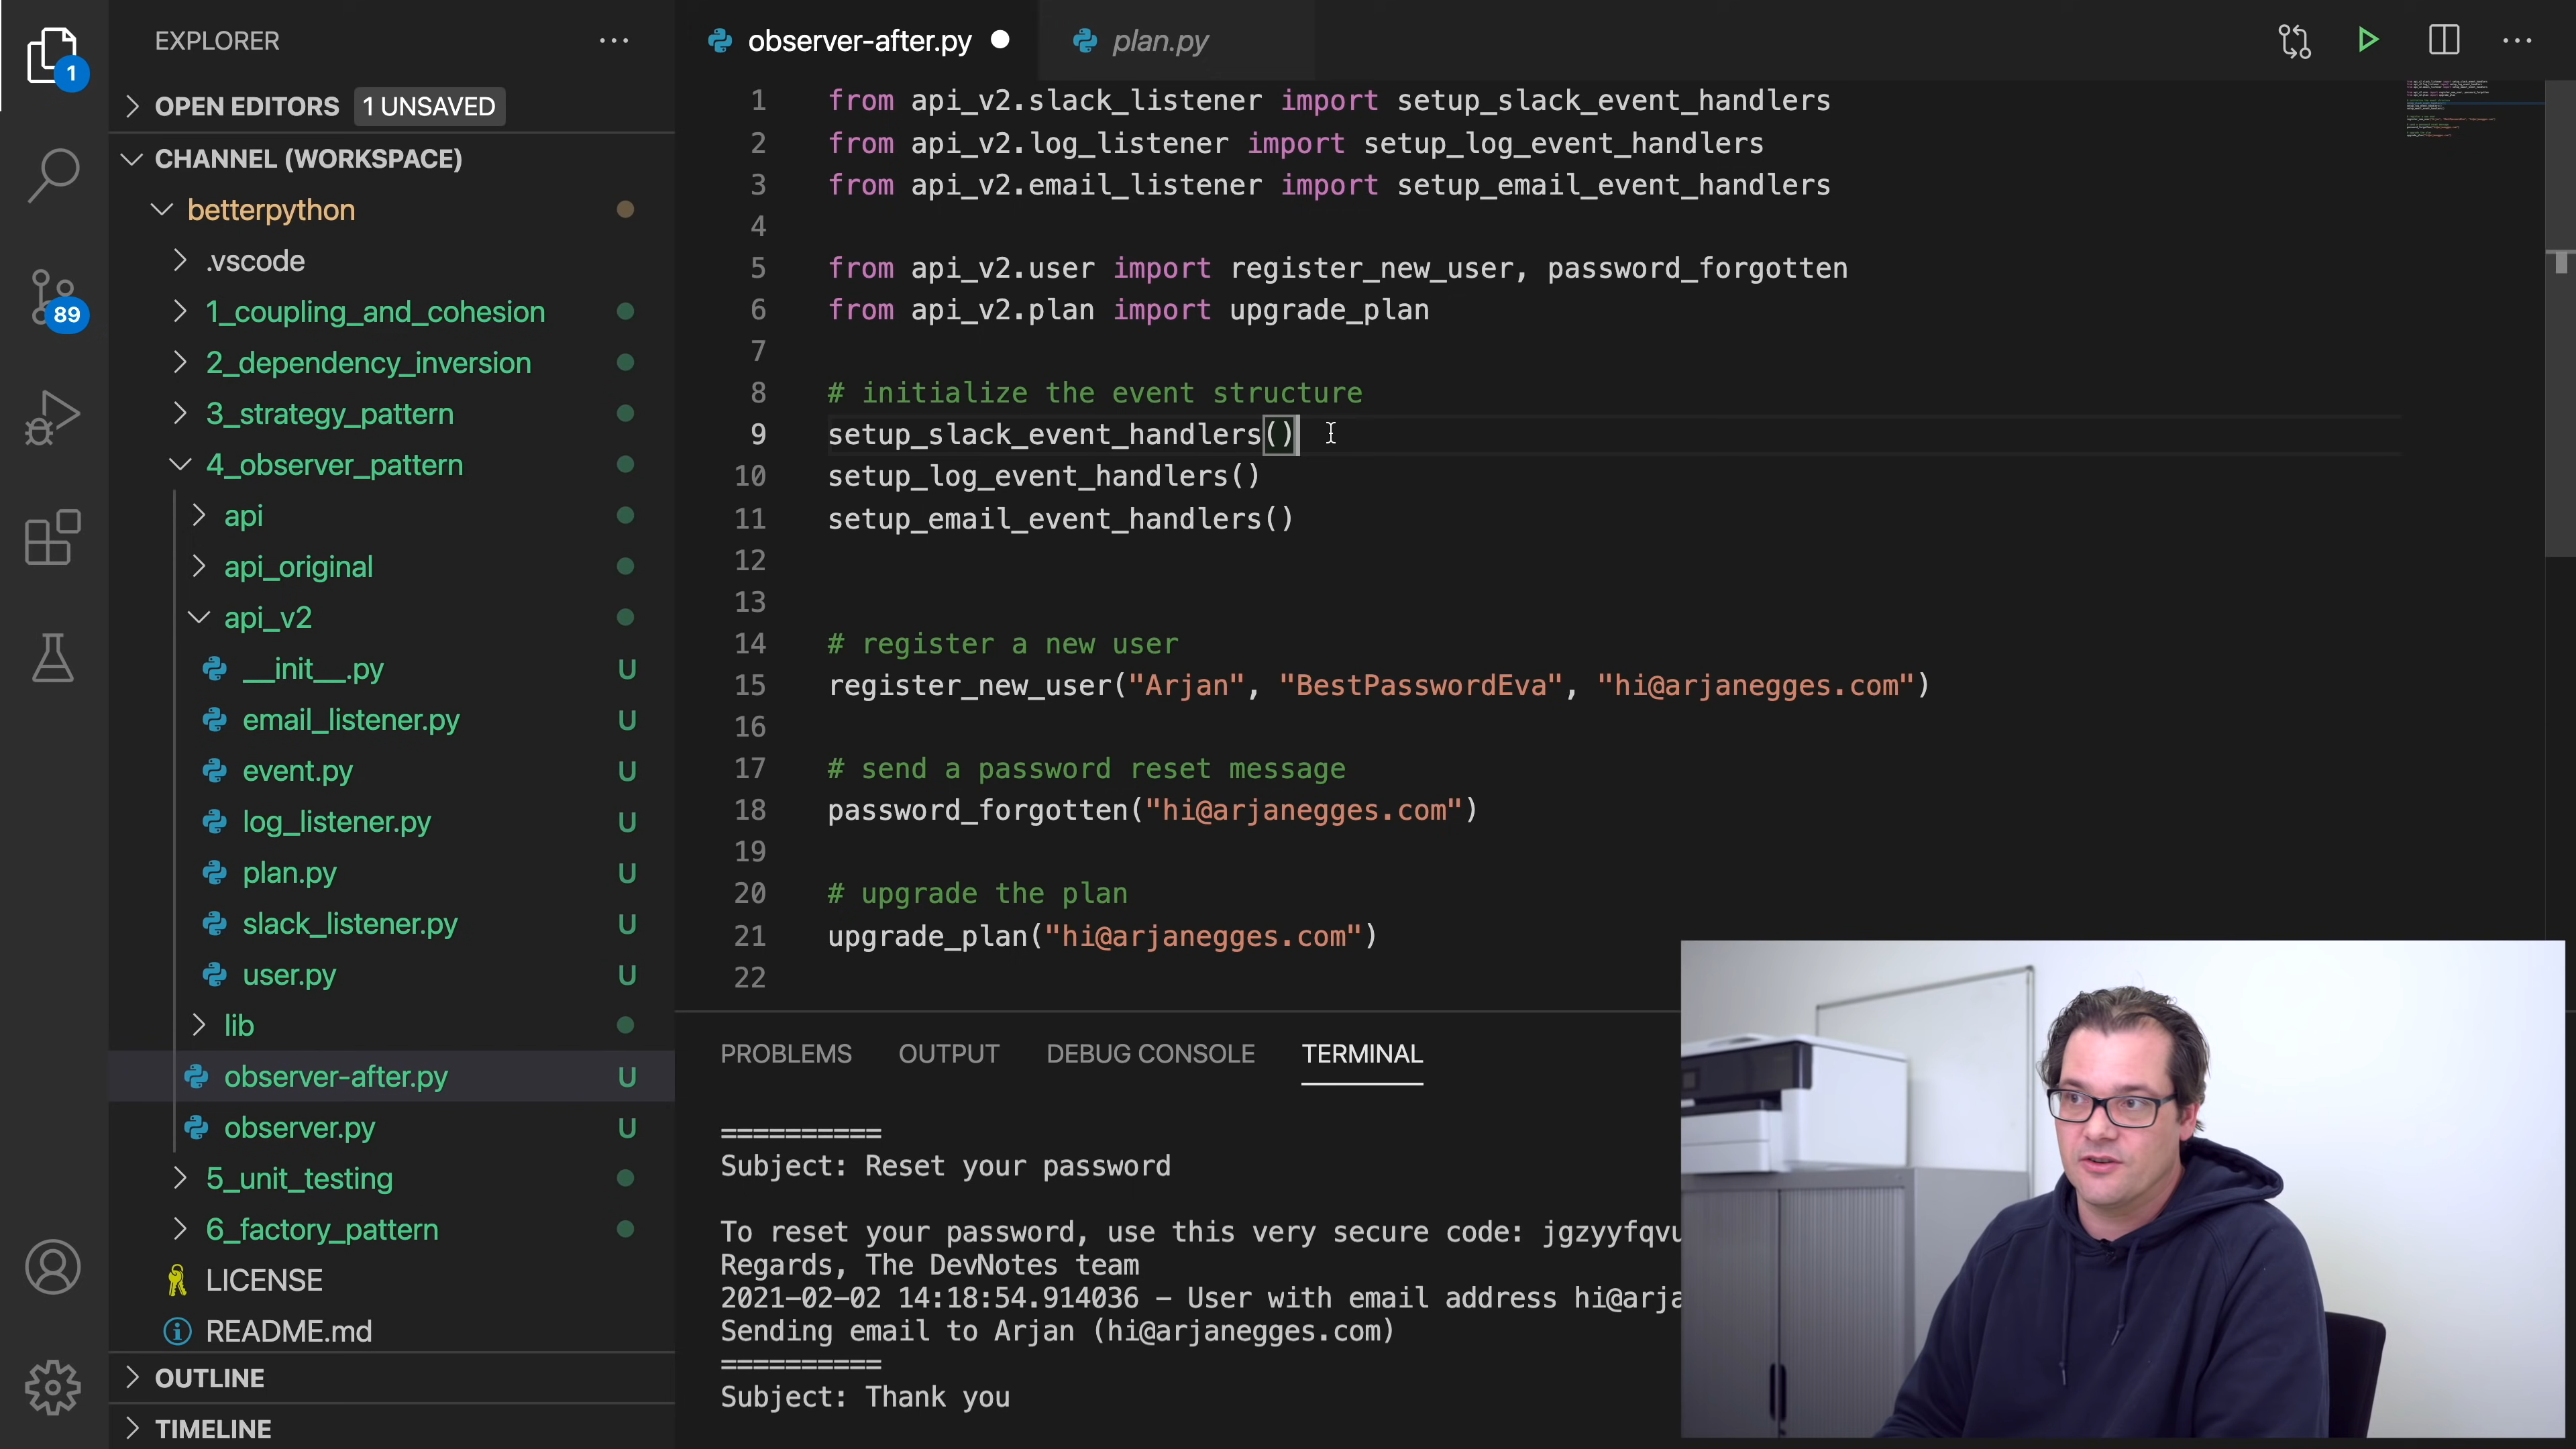 EXPLORER
OPEN EDITORS 1 UNSAVED
CHANNEL (WORKSPACE)
betterpython
.vscode
1_coupling_and_cohesion
2_dependency_inversion
3_strategy_pattern
4_observer_pattern
api
api_original
api_v2
__init__.py U
email_listener.py U
event.py U
log_listener.py U
plan.py U
slack_listener.py U
user.py U
lib
observer-after.py U
observer.py U
5_unit_testing
6_factory_pattern
LICENSE
README.md
OUTLINE
TIMELINE
1
89
observer-after.py
plan.py
1 from api_v2.slack_listener import setup_slack_event_handlers
2 from api_v2.log_listener import setup_log_event_handlers
3 from api_v2.email_listener import setup_email_event_handlers
4
5 from api_v2.user import register_new_user, password_forgotten
6 from api_v2.plan import upgrade_plan
7
8 # initialize the event structure
9 setup_slack_event_handlers()
10 setup_log_event_handlers()
11 setup_email_event_handlers()
12
13
14 # register a new user
15 register_new_user("Arjan", "BestPasswordEva", "hi@arjanegges.com")
16
17 # send a password reset message
18 password_forgotten("hi@arjanegges.com")
19
20 # upgrade the plan
21 upgrade_plan("hi@arjanegges.com")
22
PROBLEMS OUTPUT DEBUG CONSOLE TERMINAL
==========
Subject: Reset your password
To reset your password, use this very secure code: jgzyyfqvu
Regards, The DevNotes team
2021-02-02 14:18:54.914036 - User with email address hi@arja
Sending email to Arjan (hi@arjanegges.com)
==========
Subject: Thank you